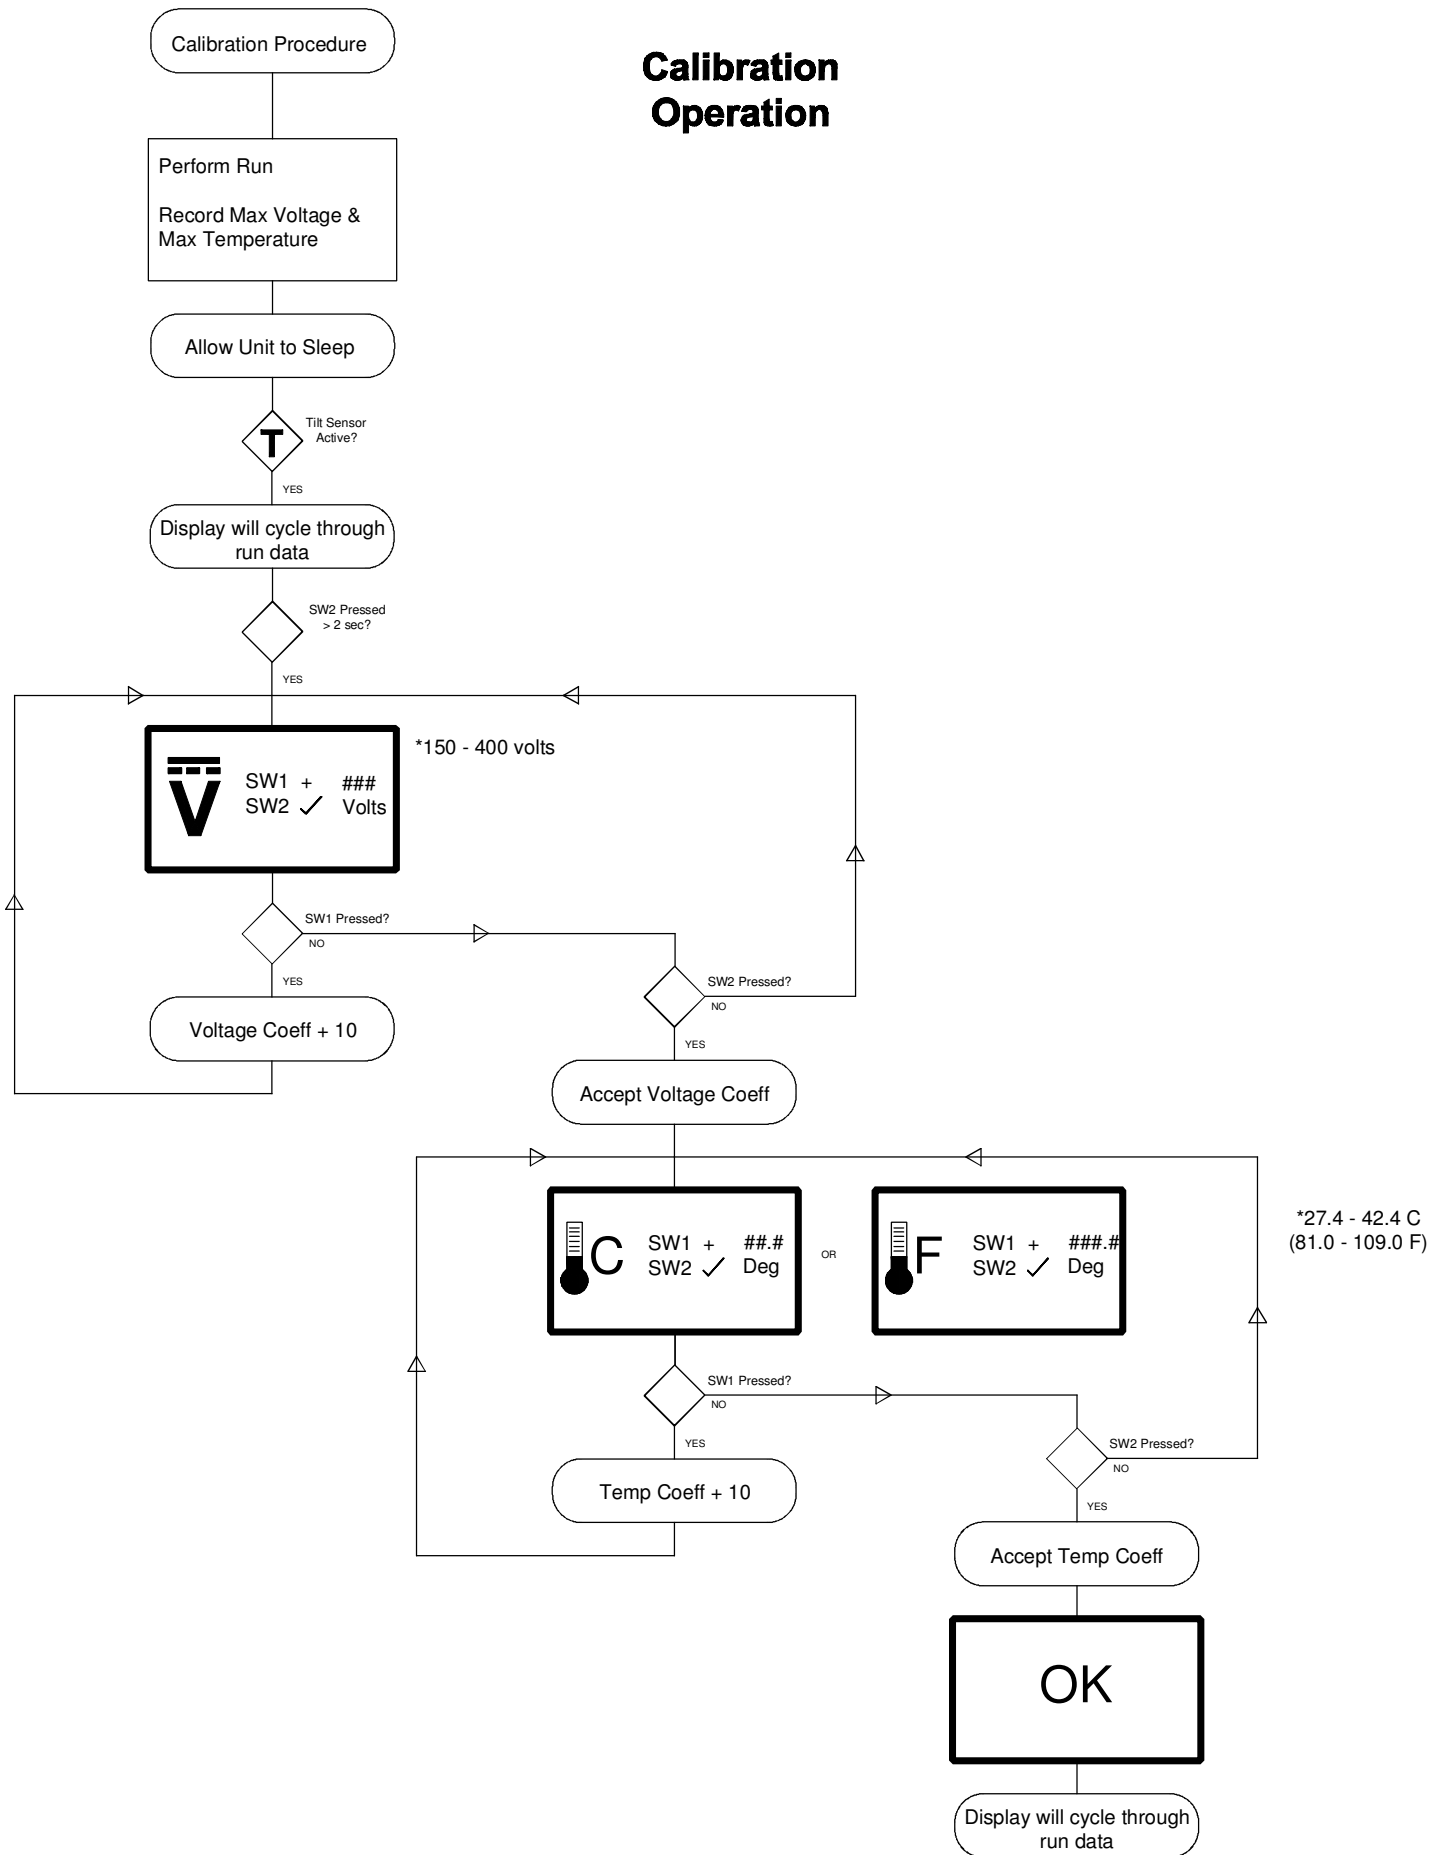 Calibration Procedure
Calibration
Operation
Perform Run
Record Max Voltage &
Max Temperature
Allow Unit to Sleep
T
Tilt Sensor
Active?
YES
Display will cycle through
run data
SW2 Pressed
> 2 sec?
YES
*150 - 400 volts
V
SW1 + ###
SW2 ✓ Volts
SW1 Pressed?
NO
YES
Voltage Coeff + 10
SW2 Pressed?
NO
YES
Accept Voltage Coeff
C
SW1 + ##.#
SW2 ✓ Deg
OR
F
SW1 + ###.#
SW2 ✓ Deg
*27.4 - 42.4 C
(81.0 - 109.0 F)
SW1 Pressed?
NO
YES
Temp Coeff + 10
SW2 Pressed?
NO
YES
Accept Temp Coeff
OK
Display will cycle through
run data